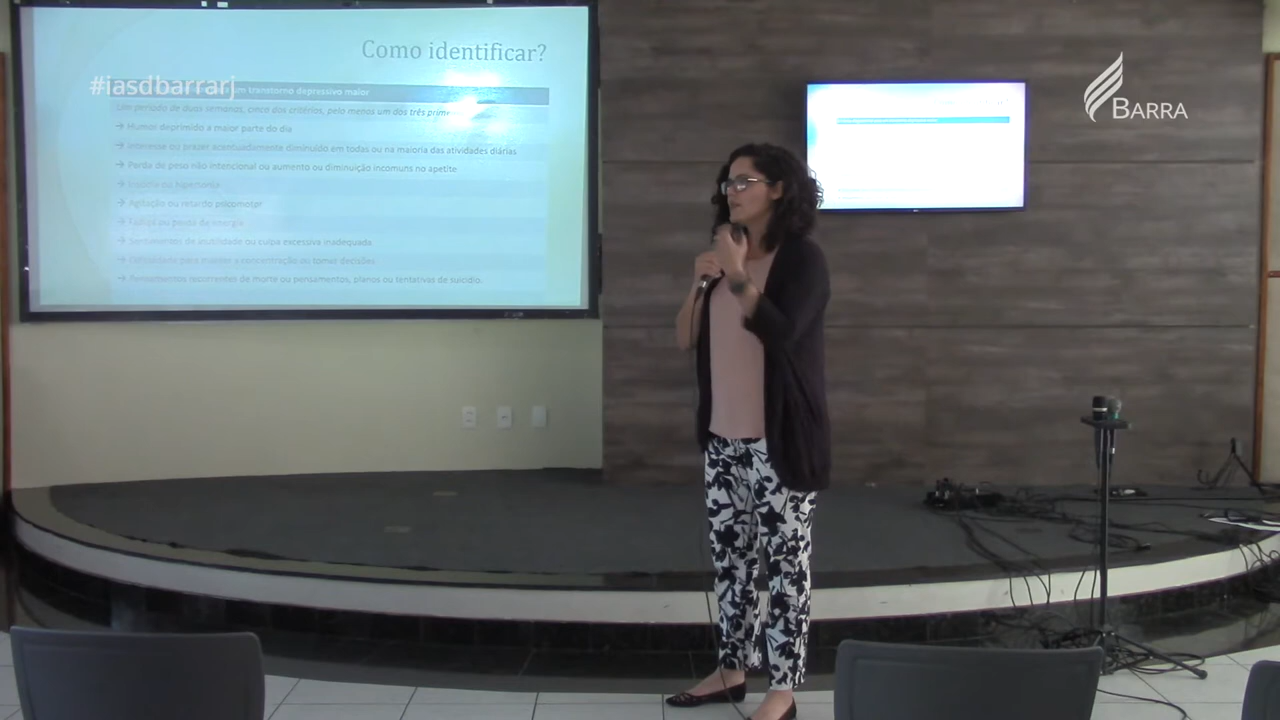 Como identificar?
#iasdbarrarj
um transtorno depressivo maior
Em período de duas semanas, cinco dos critérios, pelo menos um dos três prime
→ Humor deprimido a maior parte do dia
→ Interesse ou prazer acentuadamente diminuído em todas ou na maioria das atividades diárias
→ Perda de peso não intencional ou aumento ou diminuição incomuns no apetite
→ Insônia ou hipersonia
→ Agitação ou retardo psicomotor
→ Fadiga ou perda de energia
→ Sentimentos de inutilidade ou culpa excessiva inadequada
→ Dificuldade para manter a concentração ou tomar decisões
→ Pensamentos recorrentes de morte ou pensamentos, planos ou tentativas de suicídio.
BARRA